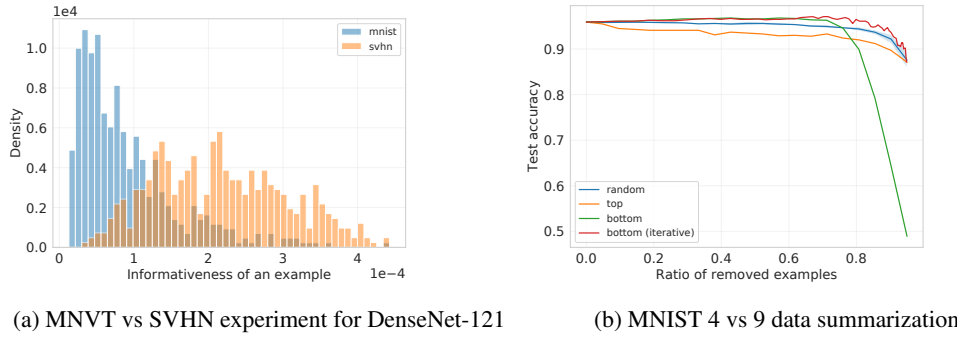 1e4
1.0
0.8
0.6
0.4
0.2
0.0
Density
mnist
svhn
0 1 2 3 4
1e−4
Informativeness of an example
(a) MNVT vs SVHN experiment for DenseNet-121
0.9
0.8
0.7
0.6
0.5
Test accuracy
random
top
bottom
bottom (iterative)
0.0 0.2 0.4 0.6 0.8
Ratio of removed examples
(b) MNIST 4 vs 9 data summarization